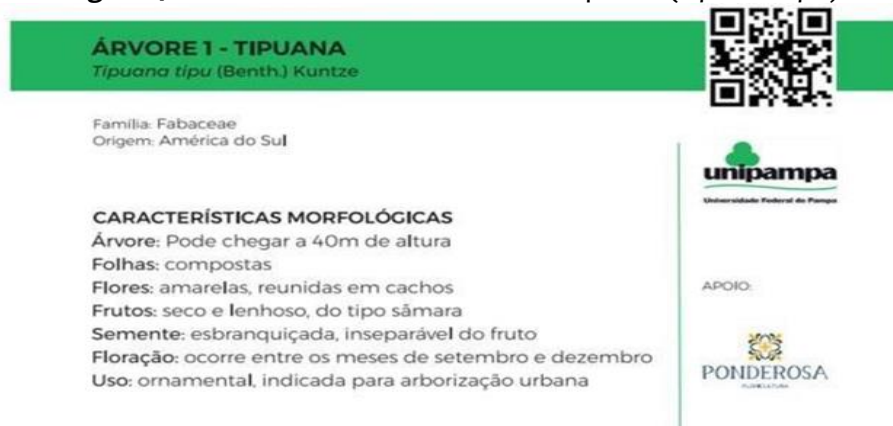 ÁRVORE 1 - TIPUANA
Tipuana tipu (Benth.) Kuntze
Família: Fabaceae
Origem: América do Sul
CARACTERÍSTICAS MORFOLÓGICAS
Árvore: Pode chegar a 40m de altura
Folhas: compostas
Flores: amarelas, reunidas em cachos
Frutos: seco e lenhoso, do tipo sâmara
Semente: esbranquiçada, inseparável do fruto
Floração: ocorre entre os meses de setembro e dezembro
Uso: ornamental, indicada para arborização urbana
unipampa
Universidade Federal do Pampa
APOIO:
PONDEROSA
FLORICULTURA